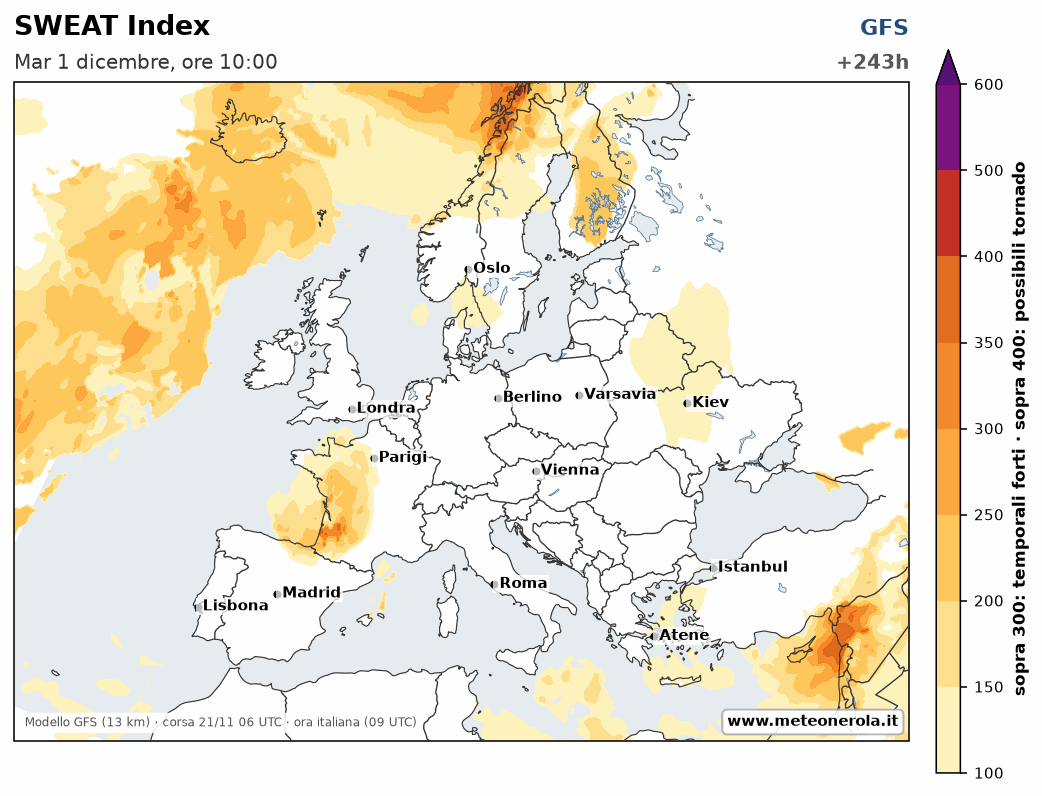 SWEAT Index
GFS
Mar 1 dicembre, ore 10:00
+243h
600
500
400
350
300
250
200
150
100
sopra 300: temporali forti · sopra 400: possibili tornado
Oslo
Berlino
Varsavia
Kiev
Londra
Parigi
Vienna
Istanbul
Roma
Madrid
Lisbona
Atene
Modello GFS (13 km) · corsa 21/11 06 UTC · ora italiana (09 UTC)
www.meteonerola.it